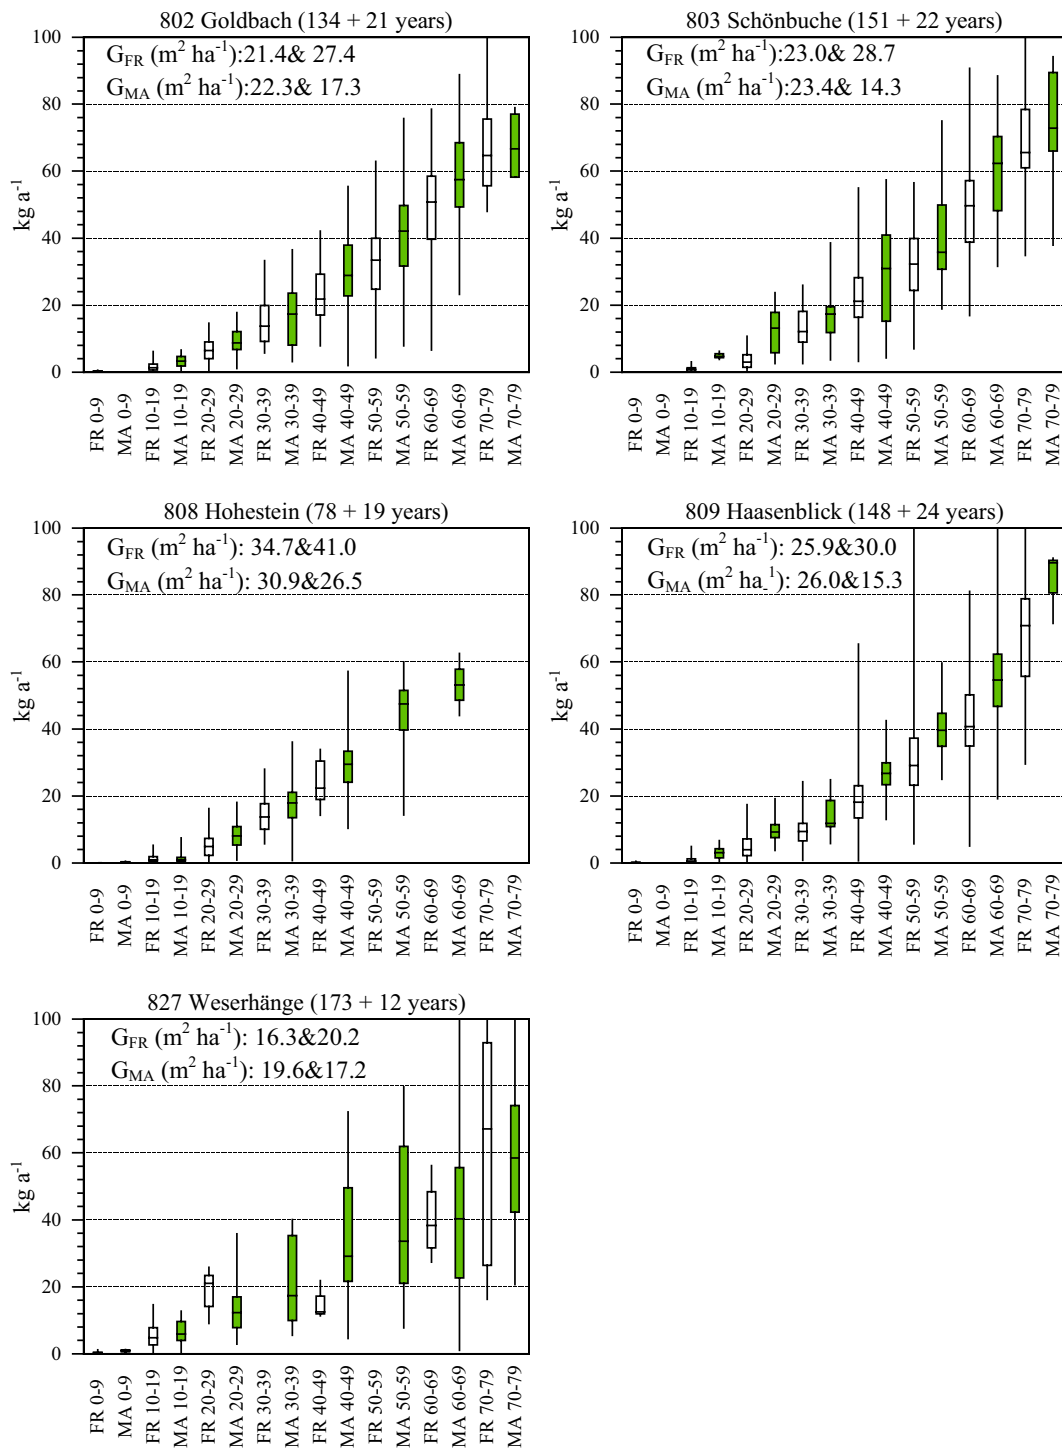 802 Goldbach (134 + 21 years)
G_FR (m² ha⁻¹):21.4& 27.4
G_MA (m² ha⁻¹):22.3& 17.3
kg a⁻¹
100
80
60
40
20
0
FR 0-9
MA 0-9
FR 10-19
MA 10-19
FR 20-29
MA 20-29
FR 30-39
MA 30-39
FR 40-49
MA 40-49
FR 50-59
MA 50-59
FR 60-69
MA 60-69
FR 70-79
MA 70-79
803 Schönbuche (151 + 22 years)
G_FR (m² ha⁻¹):23.0& 28.7
G_MA (m² ha⁻¹):23.4& 14.3
kg a⁻¹
100
80
60
40
20
0
FR 0-9
MA 0-9
FR 10-19
MA 10-19
FR 20-29
MA 20-29
FR 30-39
MA 30-39
FR 40-49
MA 40-49
FR 50-59
MA 50-59
FR 60-69
MA 60-69
FR 70-79
MA 70-79
808 Hohestein (78 + 19 years)
G_FR (m² ha⁻¹): 34.7&41.0
G_MA (m² ha⁻¹): 30.9&26.5
kg a⁻¹
100
80
60
40
20
0
FR 0-9
MA 0-9
FR 10-19
MA 10-19
FR 20-29
MA 20-29
FR 30-39
MA 30-39
FR 40-49
MA 40-49
FR 50-59
MA 50-59
FR 60-69
MA 60-69
FR 70-79
MA 70-79
809 Haasenblick (148 + 24 years)
G_FR (m² ha⁻¹): 25.9&30.0
G_MA (m² ha⁻¹): 26.0&15.3
kg a⁻¹
100
80
60
40
20
0
FR 0-9
MA 0-9
FR 10-19
MA 10-19
FR 20-29
MA 20-29
FR 30-39
MA 30-39
FR 40-49
MA 40-49
FR 50-59
MA 50-59
FR 60-69
MA 60-69
FR 70-79
MA 70-79
827 Weserhänge (173 + 12 years)
G_FR (m² ha⁻¹): 16.3&20.2
G_MA (m² ha⁻¹): 19.6&17.2
kg a⁻¹
100
80
60
40
20
0
FR 0-9
MA 0-9
FR 10-19
MA 10-19
FR 20-29
MA 20-29
FR 30-39
MA 30-39
FR 40-49
MA 40-49
FR 50-59
MA 50-59
FR 60-69
MA 60-69
FR 70-79
MA 70-79